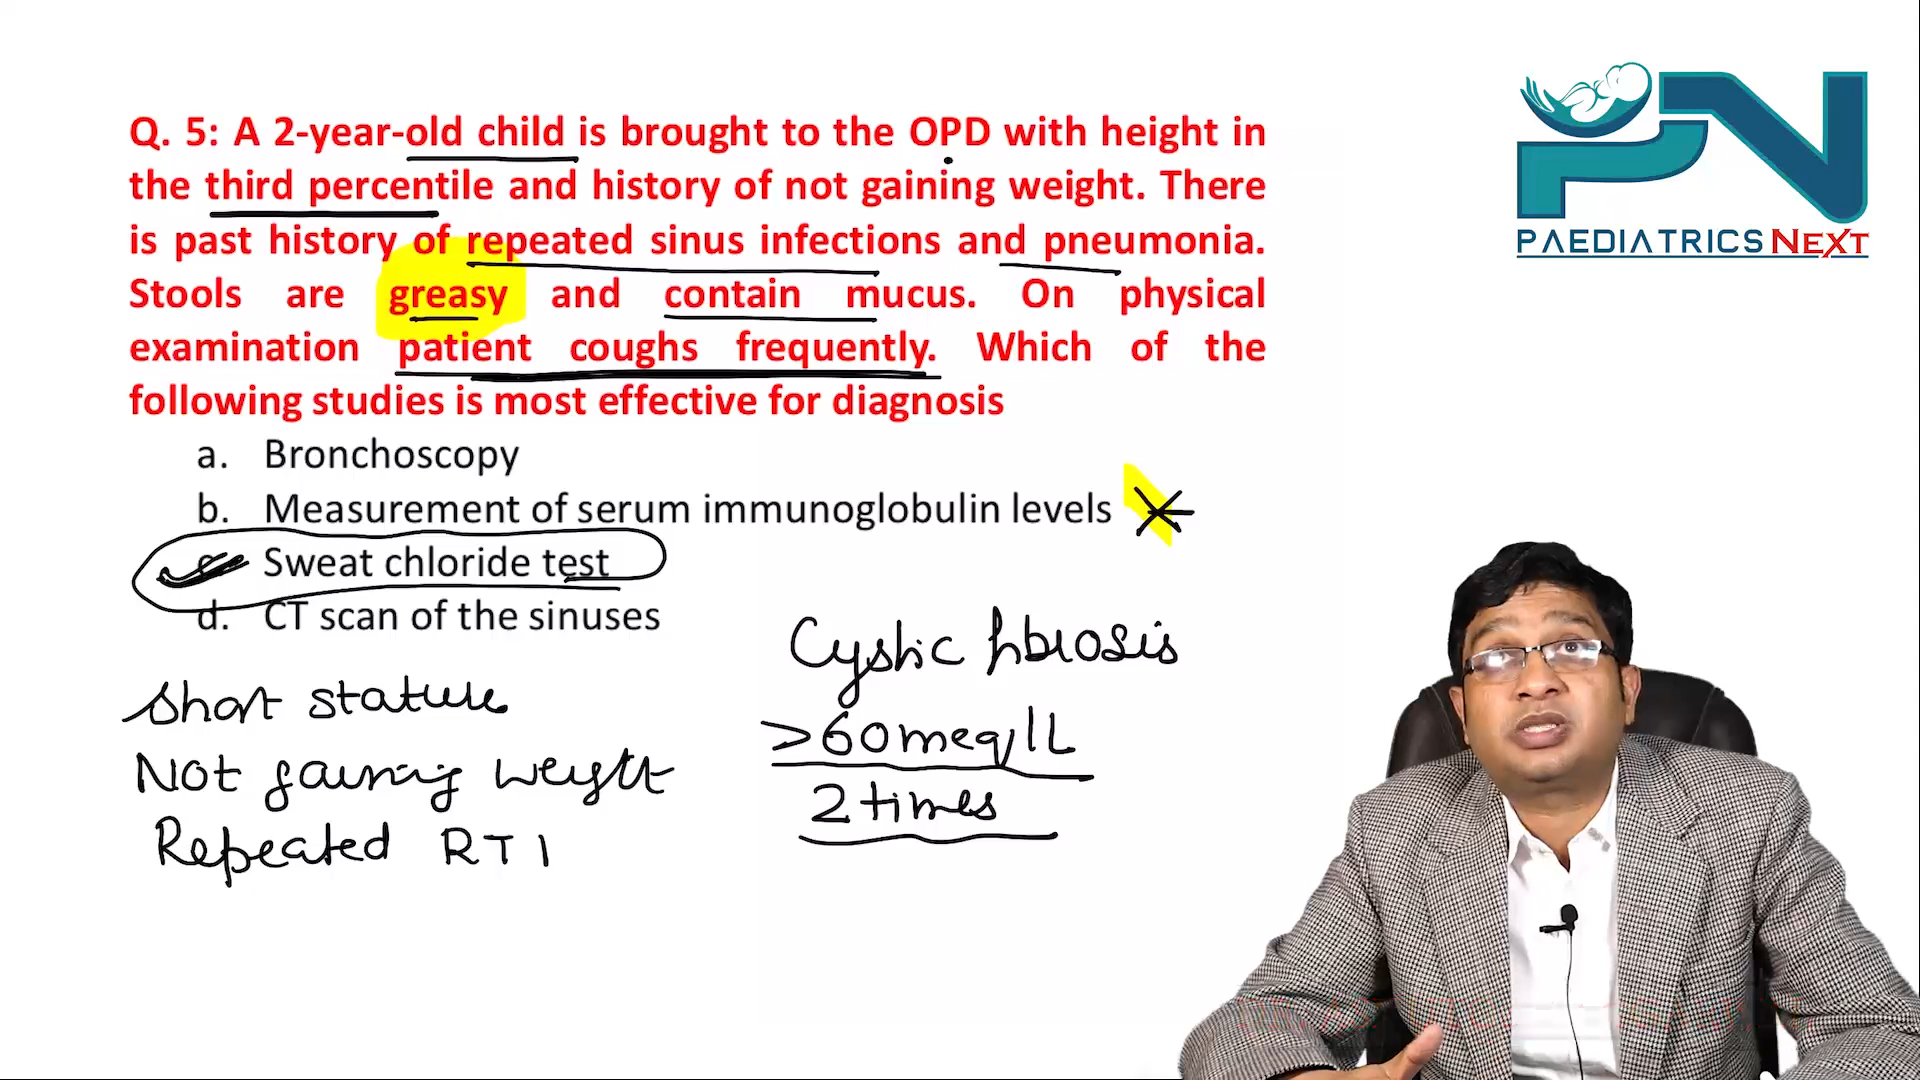 Q. 5: A 2-year-old child is brought to the OPD with height in
the third percentile and history of not gaining weight. There
is past history of repeated sinus infections and pneumonia.
Stools are greasy and contain mucus. On physical
examination patient coughs frequently. Which of the
following studies is most effective for diagnosis
a. Bronchoscopy
b. Measurement of serum immunoglobulin levels
c. Sweat chloride test
d. CT scan of the sinuses
short stature
Not gaining weight
Repeated RTI
Cystic fibrosis
>60meq/L
2 times
PN
PAEDIATRICS NEXT